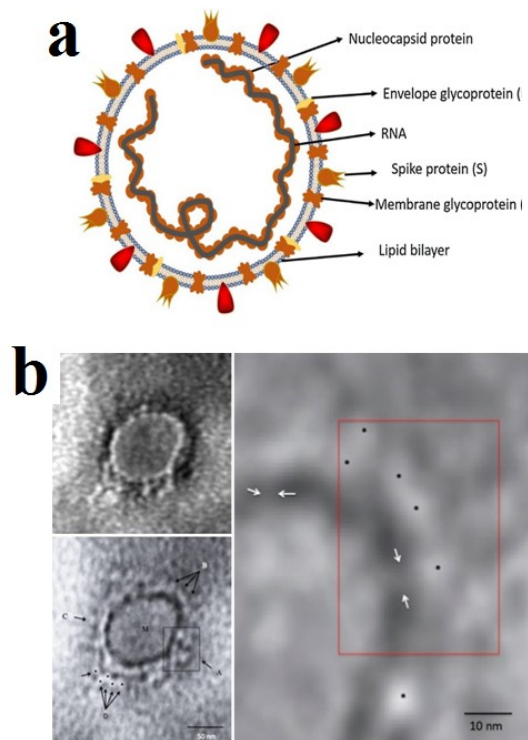 a
Nucleocapsid protein
Envelope glycoprotein (
RNA
Spike protein (S)
Membrane glycoprotein (
Lipid bilayer
b
B
C
M
A
D
50 nm
10 nm